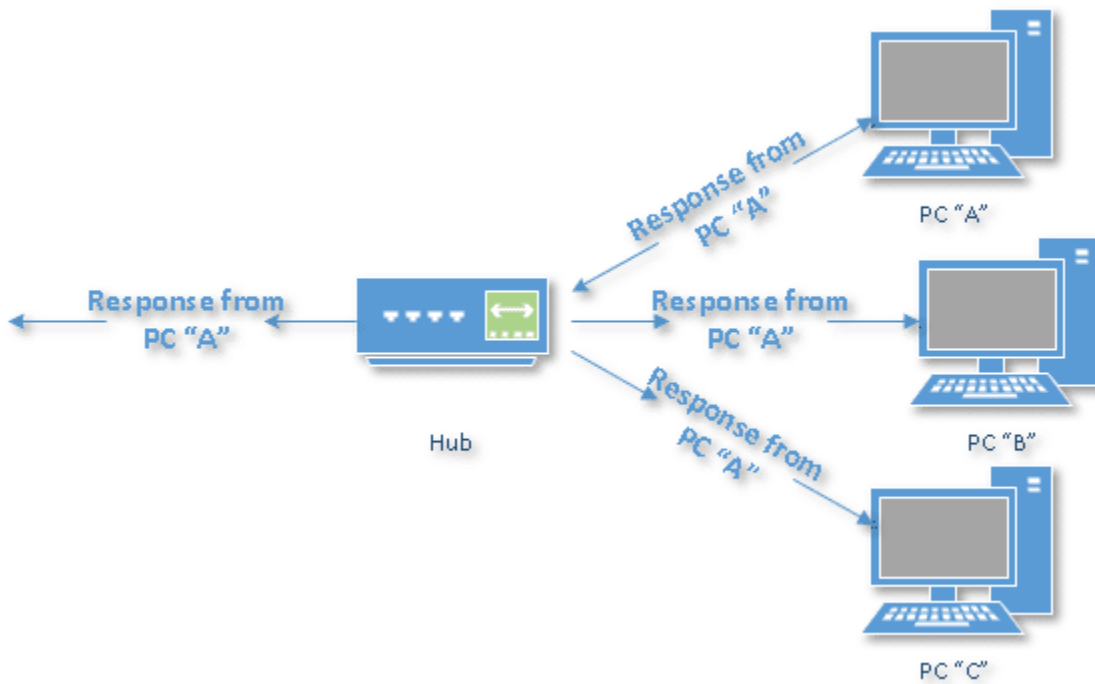 Response from
PC “A”
PC “A”
Response from
PC “A”
Response from
PC “A”
Hub
PC “B”
Response from
PC “A”
PC “C”